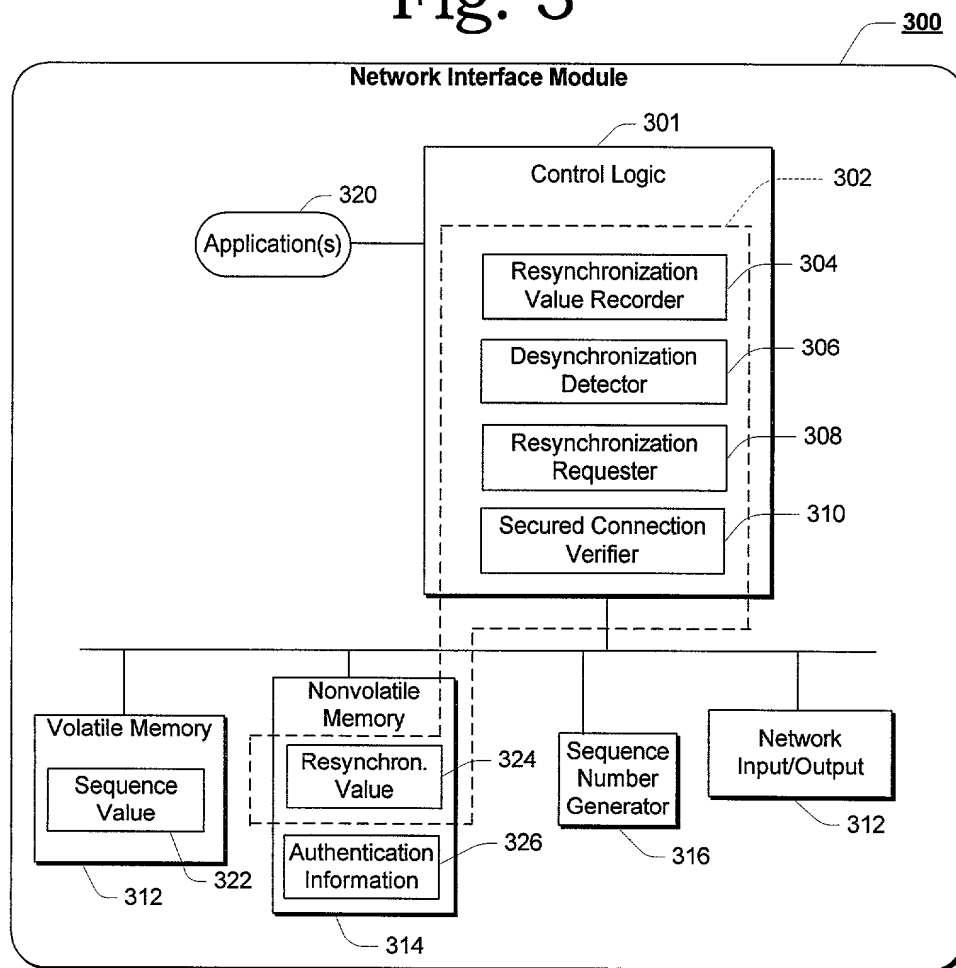 Fig. 3
300
Network Interface Module
301
Control Logic
302
320
Application(s)
Resynchronization
Value Recorder
304
Desynchronization
Detector
306
Resynchronization
Requester
308
Secured Connection
Verifier
310
Volatile Memory
Sequence
Value
322
312
Nonvolatile
Memory
Resynchron.
Value
324
Authentication
Information
326
314
Sequence
Number
Generator
316
Network
Input/Output
312